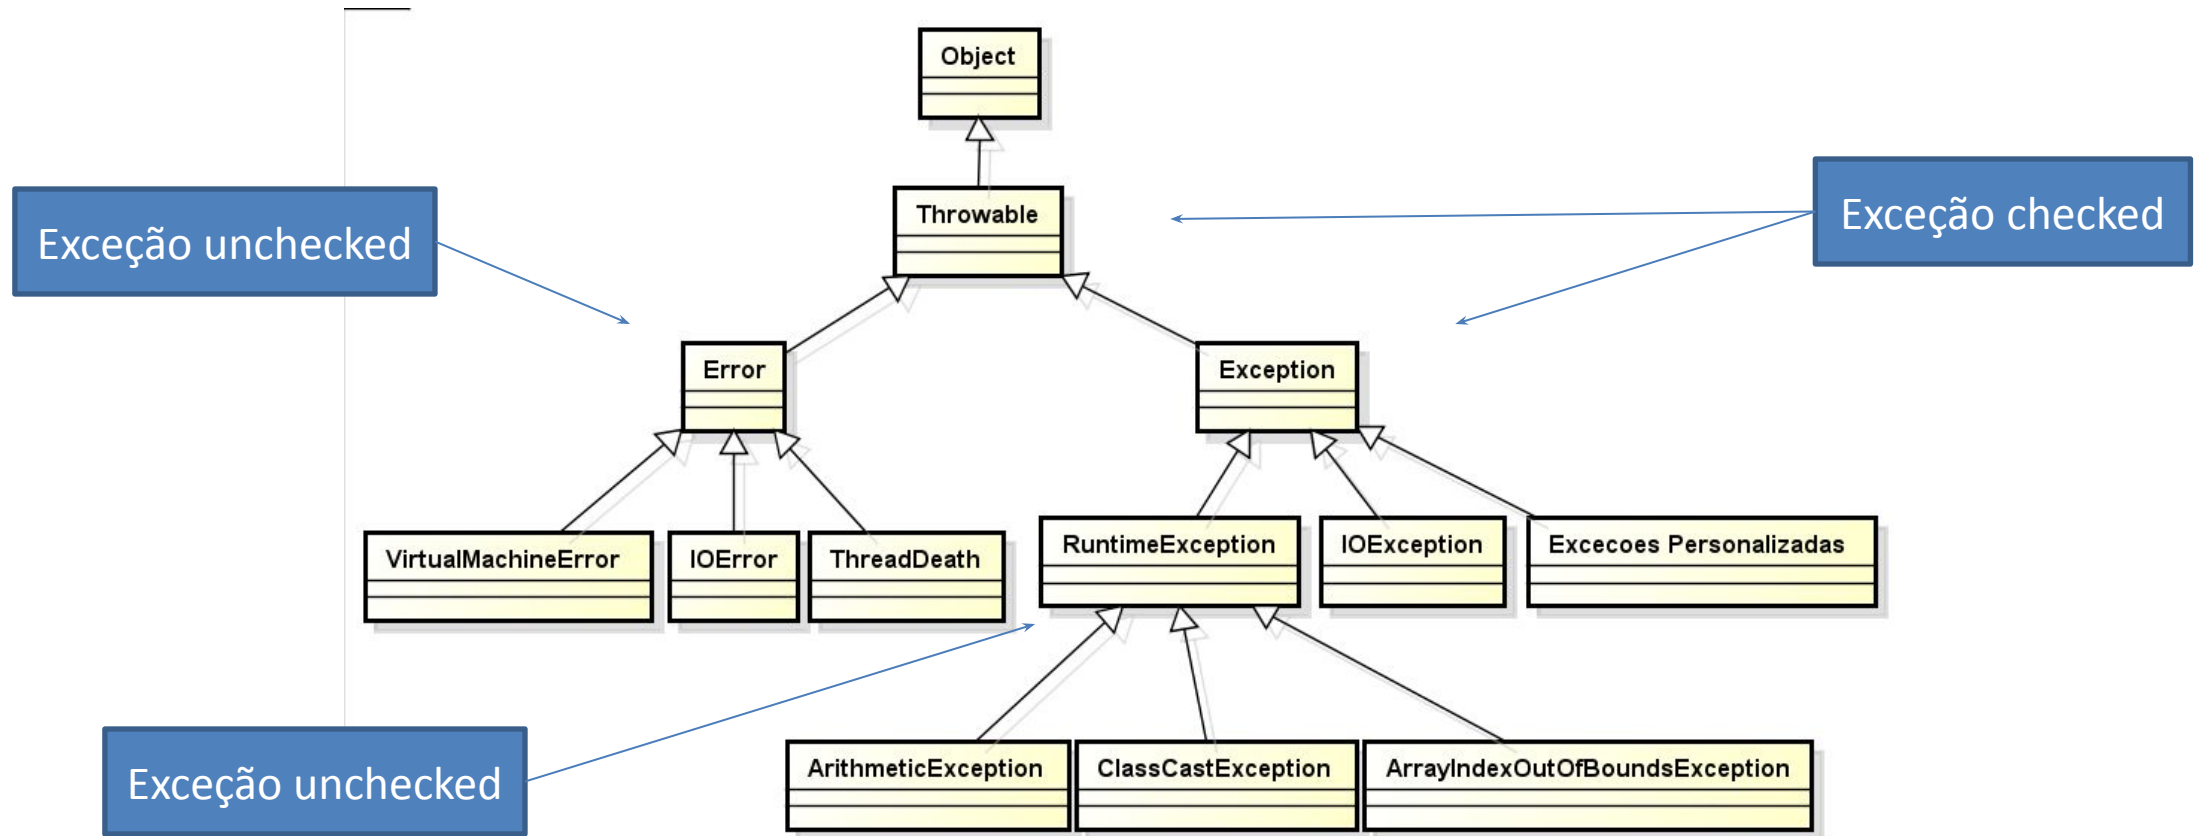 Object
Throwable
Exceção unchecked
Exceção checked
Error
Exception
VirtualMachineError
IOError
ThreadDeath
RuntimeException
IOException
Excecoes Personalizadas
Exceção unchecked
ArithmeticException
ClassCastException
ArrayIndexOutOfBoundsException